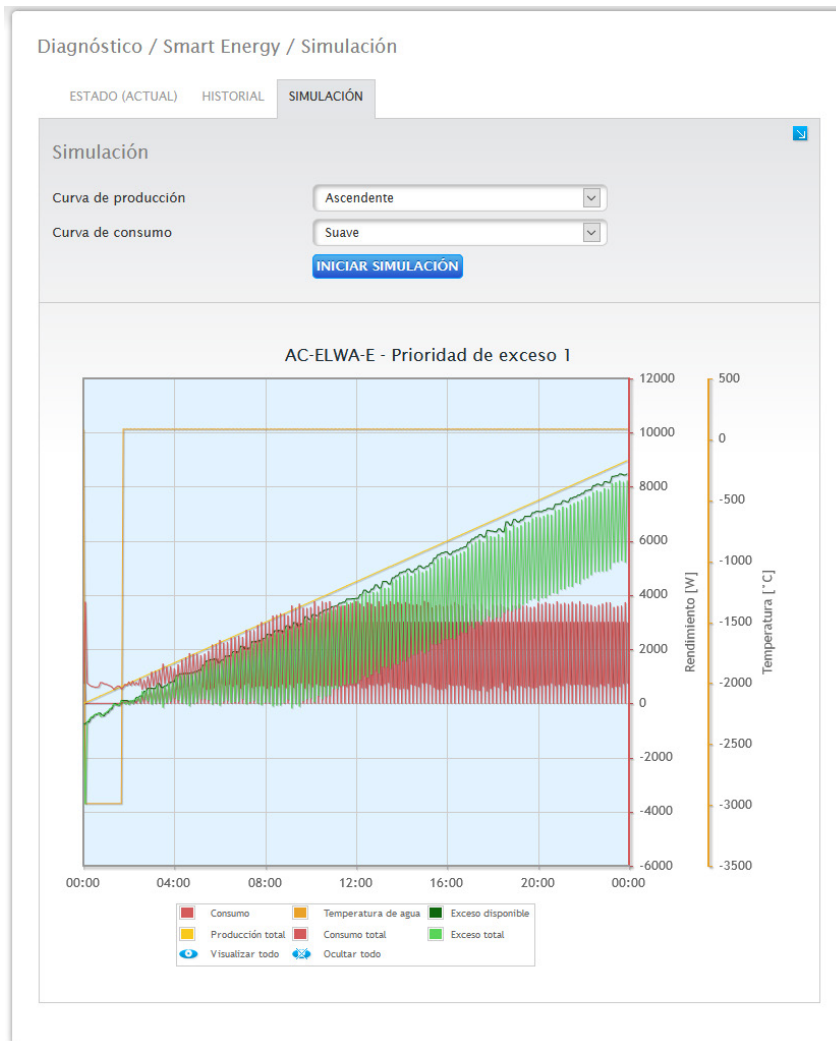 Diagnóstico / Smart Energy / Simulación
ESTADO (ACTUAL) HISTORIAL SIMULACIÓN
Simulación
Curva de producción Ascendente
Curva de consumo Suave
INICIAR SIMULACIÓN
AC-ELWA-E - Prioridad de exceso 1
12000 500
10000 0
8000 -500
6000 -1000
4000 -1500
2000 -2000
0 -2500
-2000 -3000
-4000 -3500
-6000
Rendimiento [W]
Temperatura [°C]
00:00 04:00 08:00 12:00 16:00 20:00 00:00
Consumo Temperatura de agua Exceso disponible
Producción total Consumo total Exceso total
Visualizar todo Ocultar todo